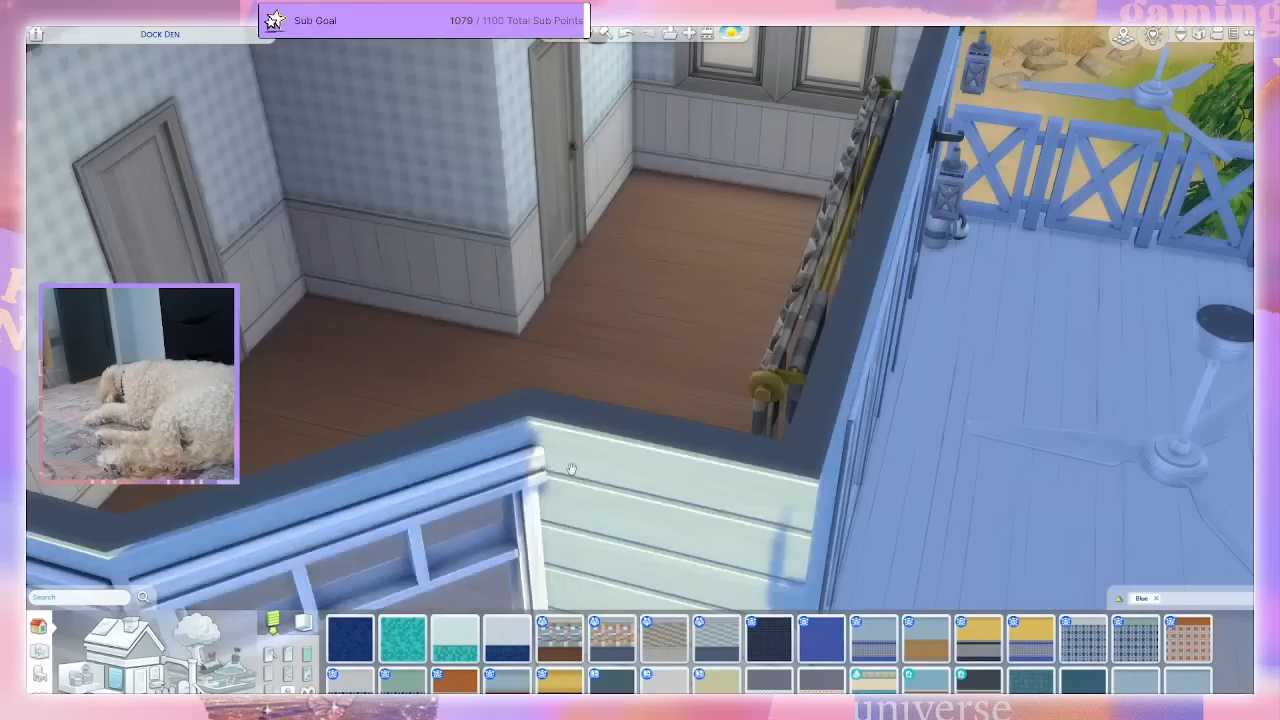 gaming
Sub Goal 1079 / 1100 Total Sub Points
DOCK DEN
Search
Blue
universe